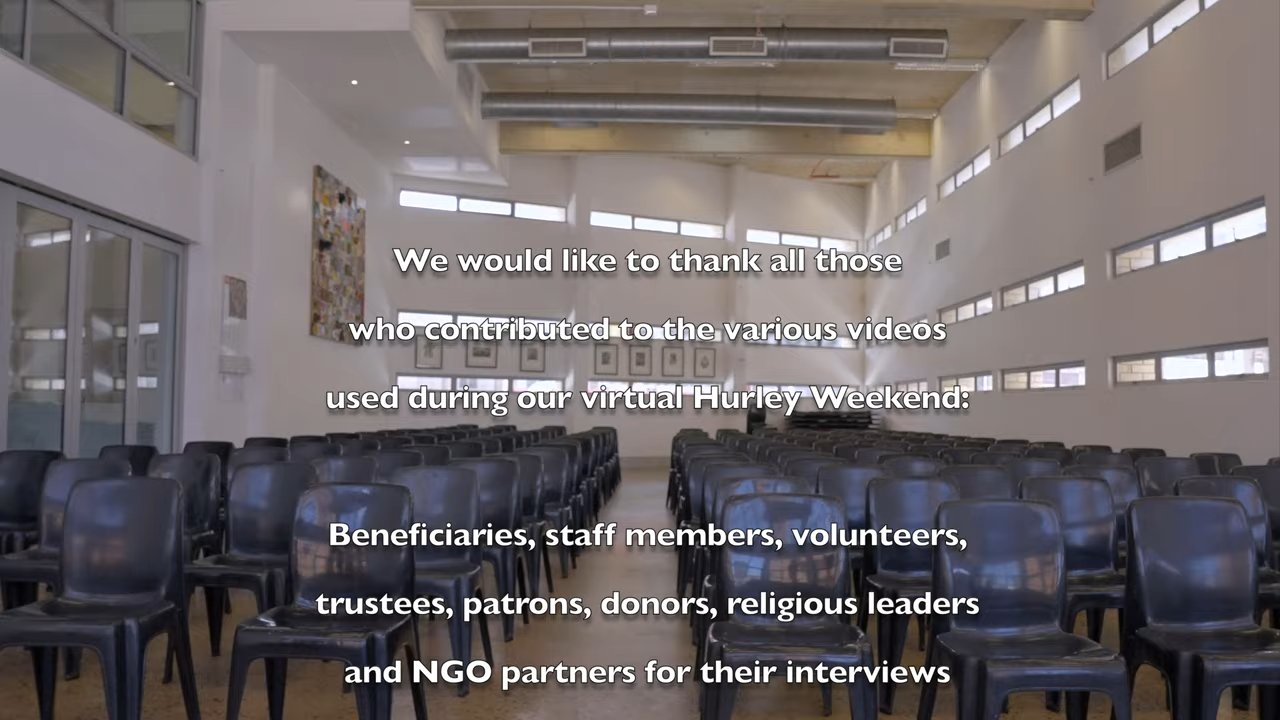 We would like to thank all those
who contributed to the various videos
used during our virtual Hurley Weekend:
Beneficiaries, staff members, volunteers,
trustees, patrons, donors, religious leaders
and NGO partners for their interviews